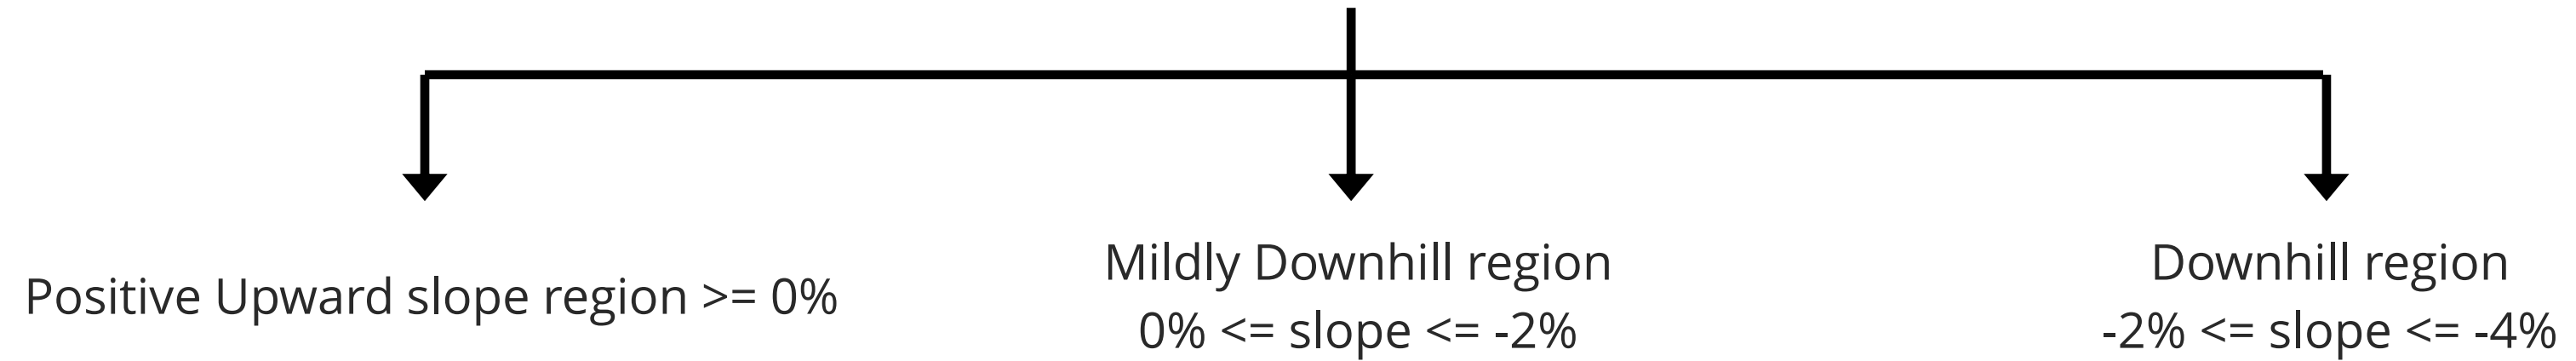 Positive Upward slope region >= 0%
Mildly Downhill region
0% <= slope <= -2%
Downhill region
-2% <= slope <= -4%